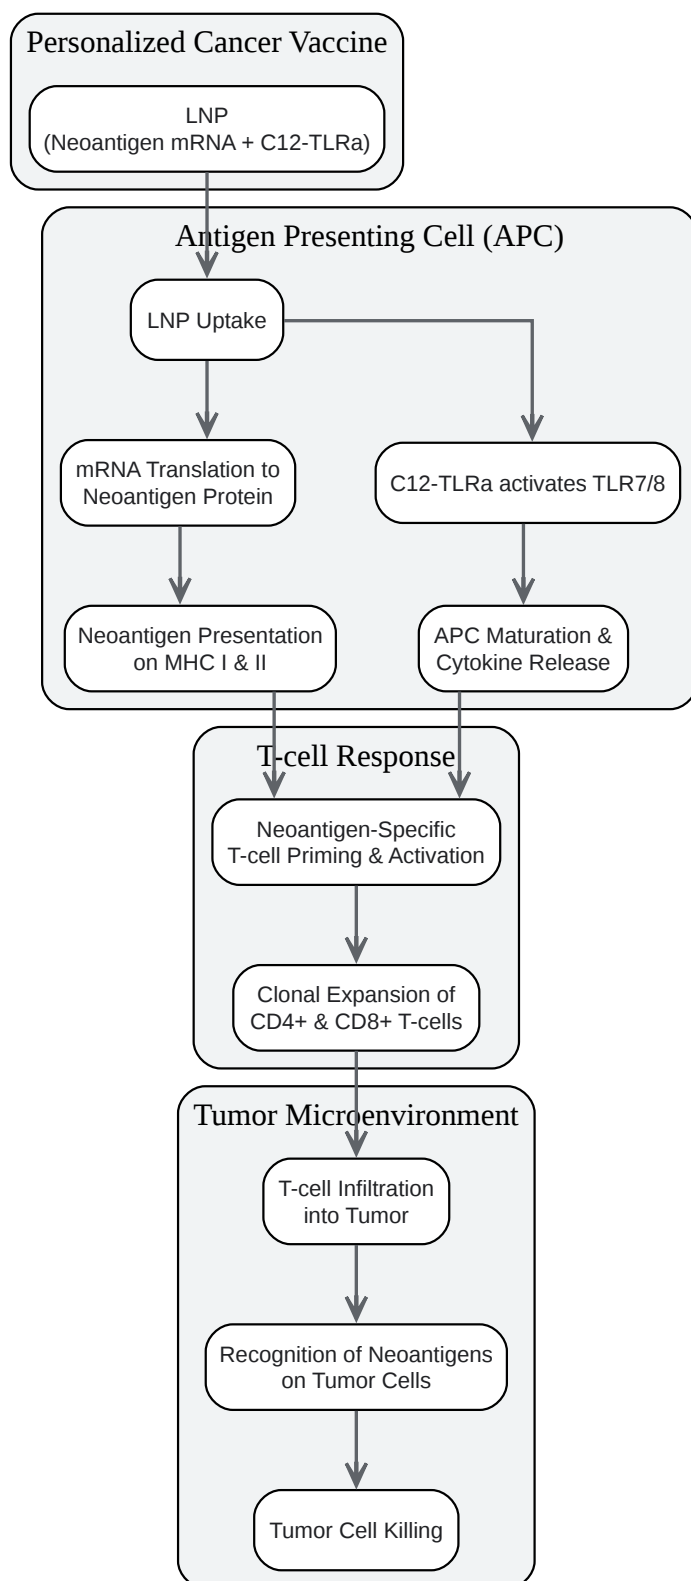 Personalized Cancer Vaccine
LNP
(Neoantigen mRNA + C12-TLRa)
Antigen Presenting Cell (APC)
LNP Uptake
mRNA Translation to
Neoantigen Protein
C12-TLRa activates TLR7/8
Neoantigen Presentation
on MHC I & II
APC Maturation &
Cytokine Release
T-cell Response
Neoantigen-Specific
T-cell Priming & Activation
Clonal Expansion of
CD4+ & CD8+ T-cells
Tumor Microenvironment
T-cell Infiltration
into Tumor
Recognition of Neoantigens
on Tumor Cells
Tumor Cell Killing